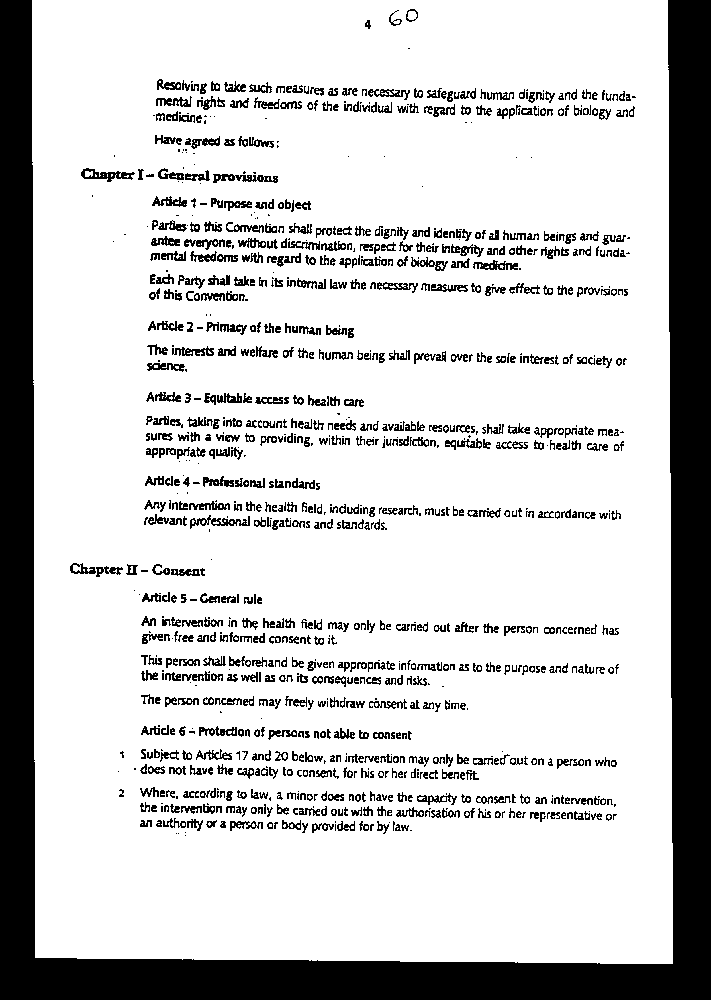 4 60
Resolving to take such measures as are necessary to safeguard human dignity and the funda-
mental rights and freedoms of the individual with regard to the application of biology and
medicine;
Have agreed as follows:
Chapter I – General provisions
Article 1 – Purpose and object
Parties to this Convention shall protect the dignity and identity of all human beings and guar-
antee everyone, without discrimination, respect for their integrity and other rights and funda-
mental freedoms with regard to the application of biology and medicine.
Each Party shall take in its internal law the necessary measures to give effect to the provisions
of this Convention.
Article 2 – Primacy of the human being
The interests and welfare of the human being shall prevail over the sole interest of society or
science.
Article 3 – Equitable access to health care
Parties, taking into account health needs and available resources, shall take appropriate mea-
sures with a view to providing, within their jurisdiction, equitable access to health care of
appropriate quality.
Article 4 – Professional standards
Any intervention in the health field, including research, must be carried out in accordance with
relevant professional obligations and standards.
Chapter II – Consent
Article 5 – General rule
An intervention in the health field may only be carried out after the person concerned has
given free and informed consent to it.
This person shall beforehand be given appropriate information as to the purpose and nature of
the intervention as well as on its consequences and risks.
The person concerned may freely withdraw consent at any time.
Article 6 – Protection of persons not able to consent
1 Subject to Articles 17 and 20 below, an intervention may only be carried out on a person who
does not have the capacity to consent, for his or her direct benefit.
2 Where, according to law, a minor does not have the capacity to consent to an intervention,
the intervention may only be carried out with the authorisation of his or her representative or
an authority or a person or body provided for by law.